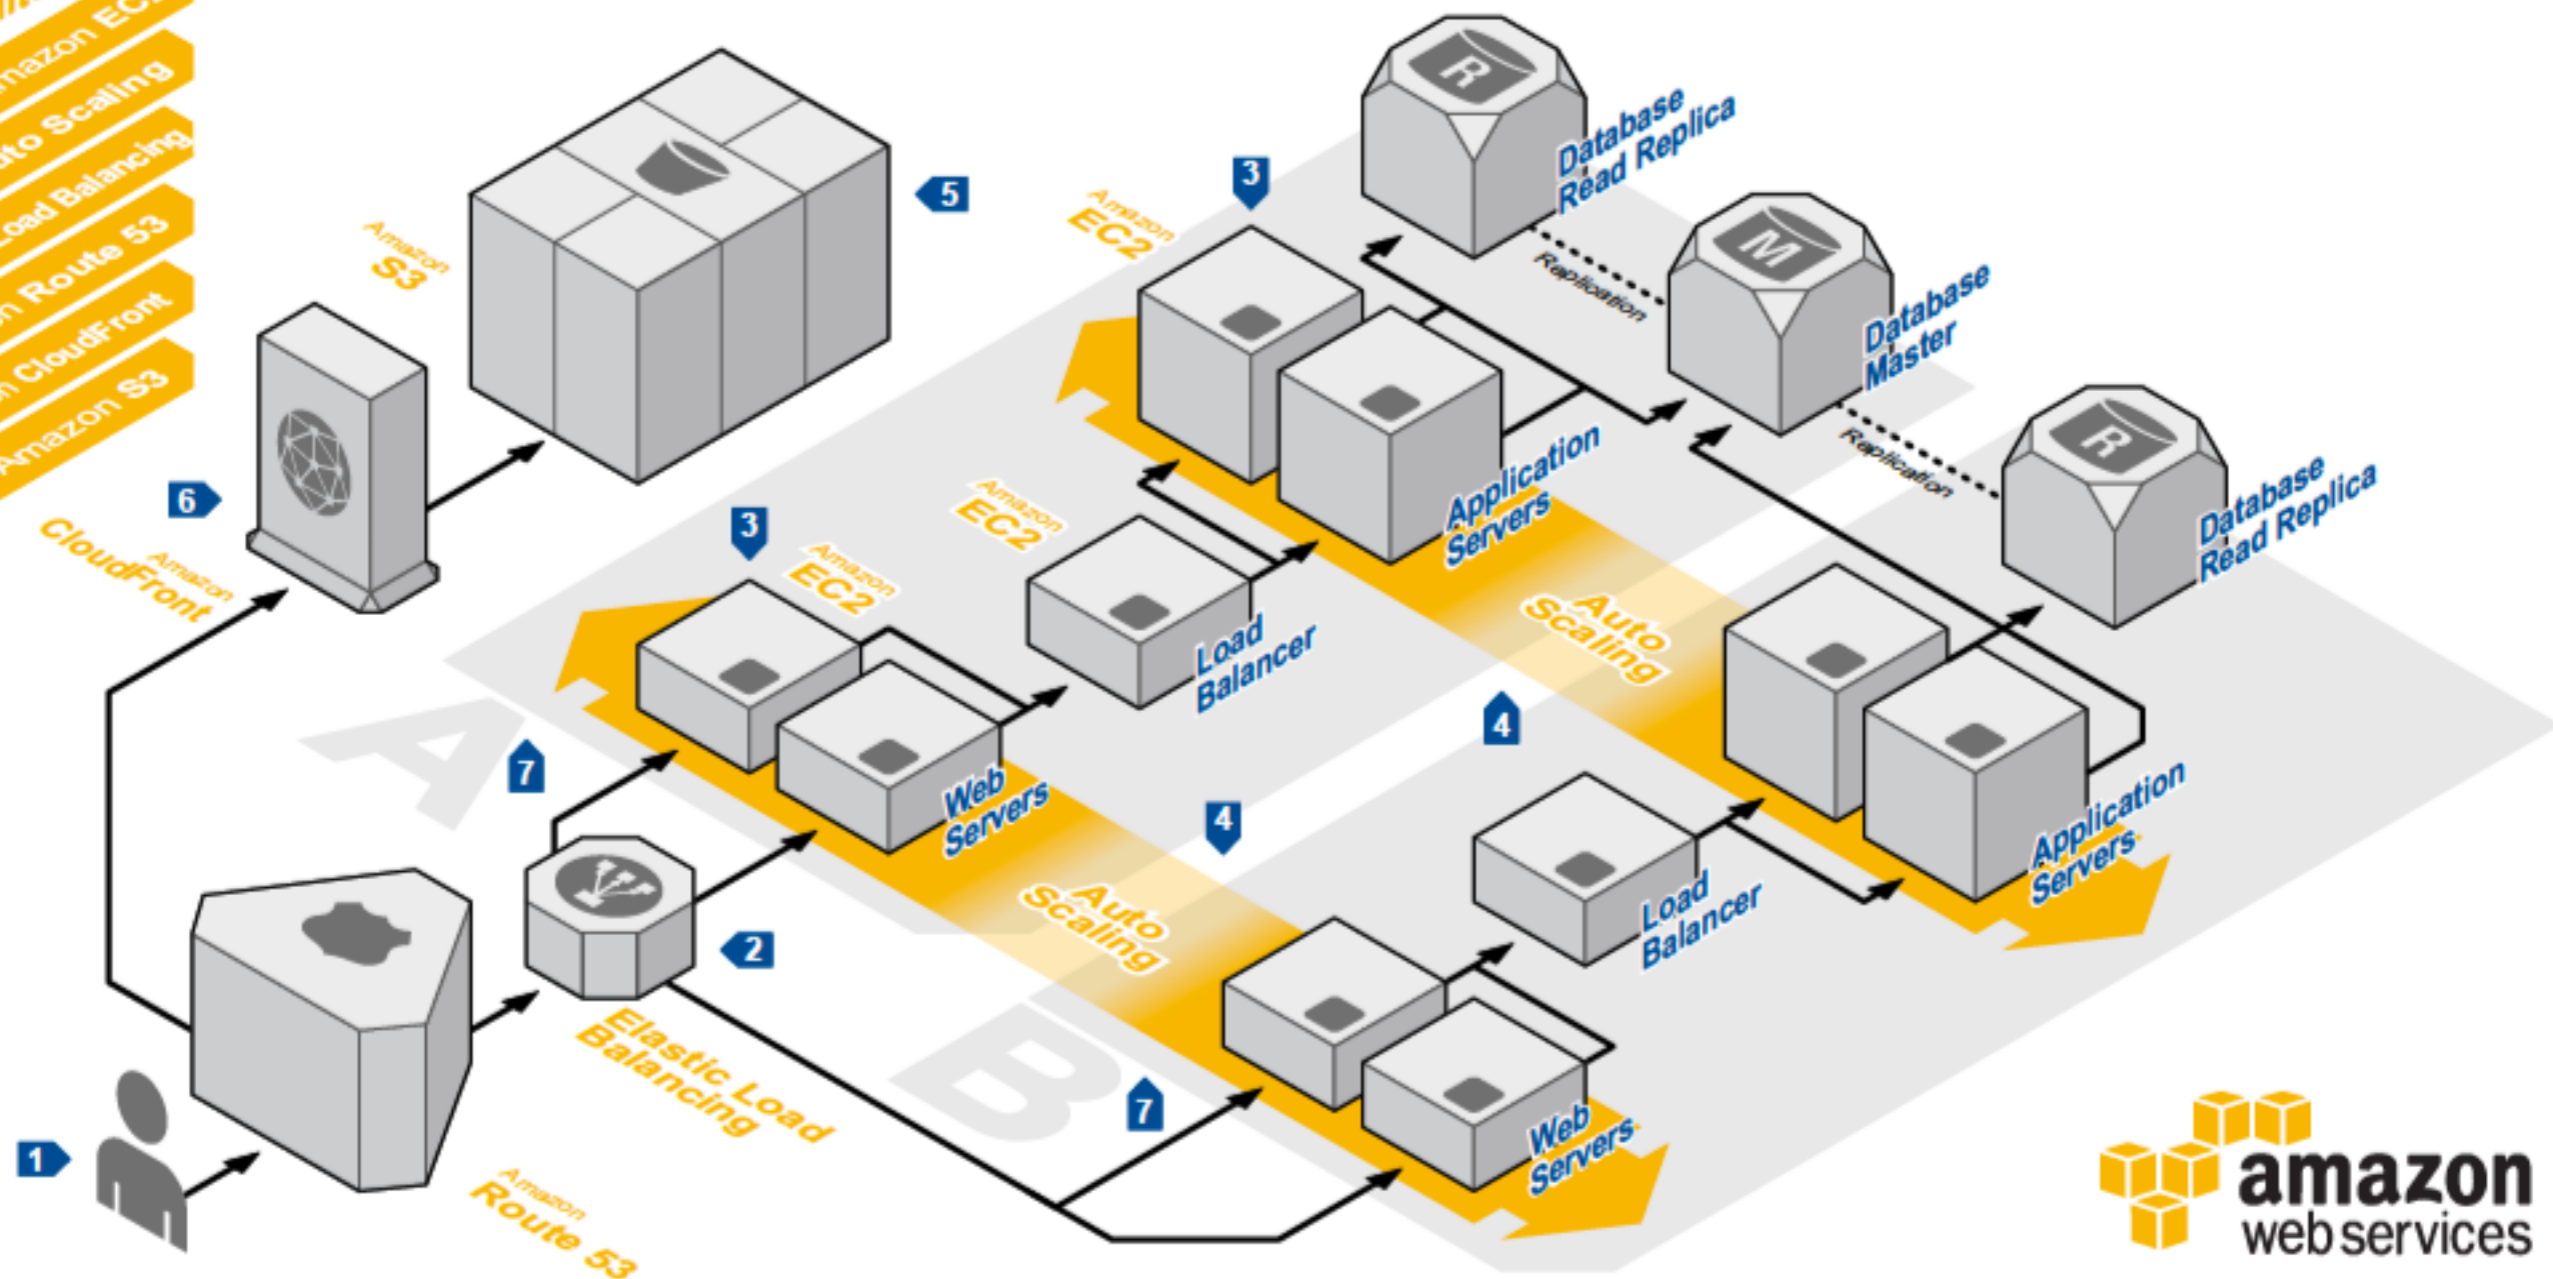 Amazon EC2
Auto Scaling
Load Balancing
Route 53
CloudFront
Amazon S3
Amazon
S3
5
6
Amazon
CloudFront
3
Amazon
EC2
Database
Read Replica
Replication
Database
Master
Replication
Database
Read Replica
Amazon
EC2
Application
Servers
3
Amazon
EC2
Load
Balancer
Auto
Scaling
4
A
7
Web
Servers
4
Application
Servers
2
Auto
Scaling
Load
Balancer
Elastic Load
Balancing
B
7
Web
Servers
1
Amazon
Route 53
amazon
web services